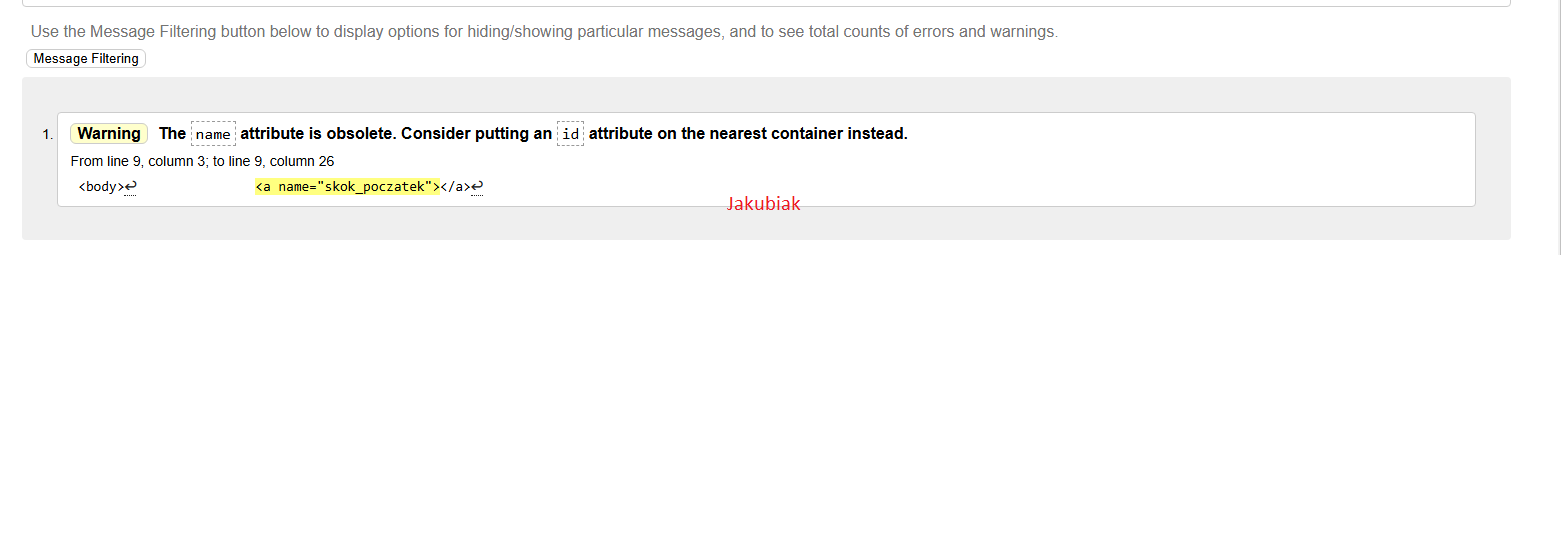 Use the Message Filtering button below to display options for hiding/showing particular messages, and to see total counts of errors and warnings.
Message Filtering
1. Warning The name attribute is obsolete. Consider putting an id attribute on the nearest container instead.
From line 9, column 3; to line 9, column 26
<body>↩ <a name="skok_poczatek"></a>↩
Jakubiak